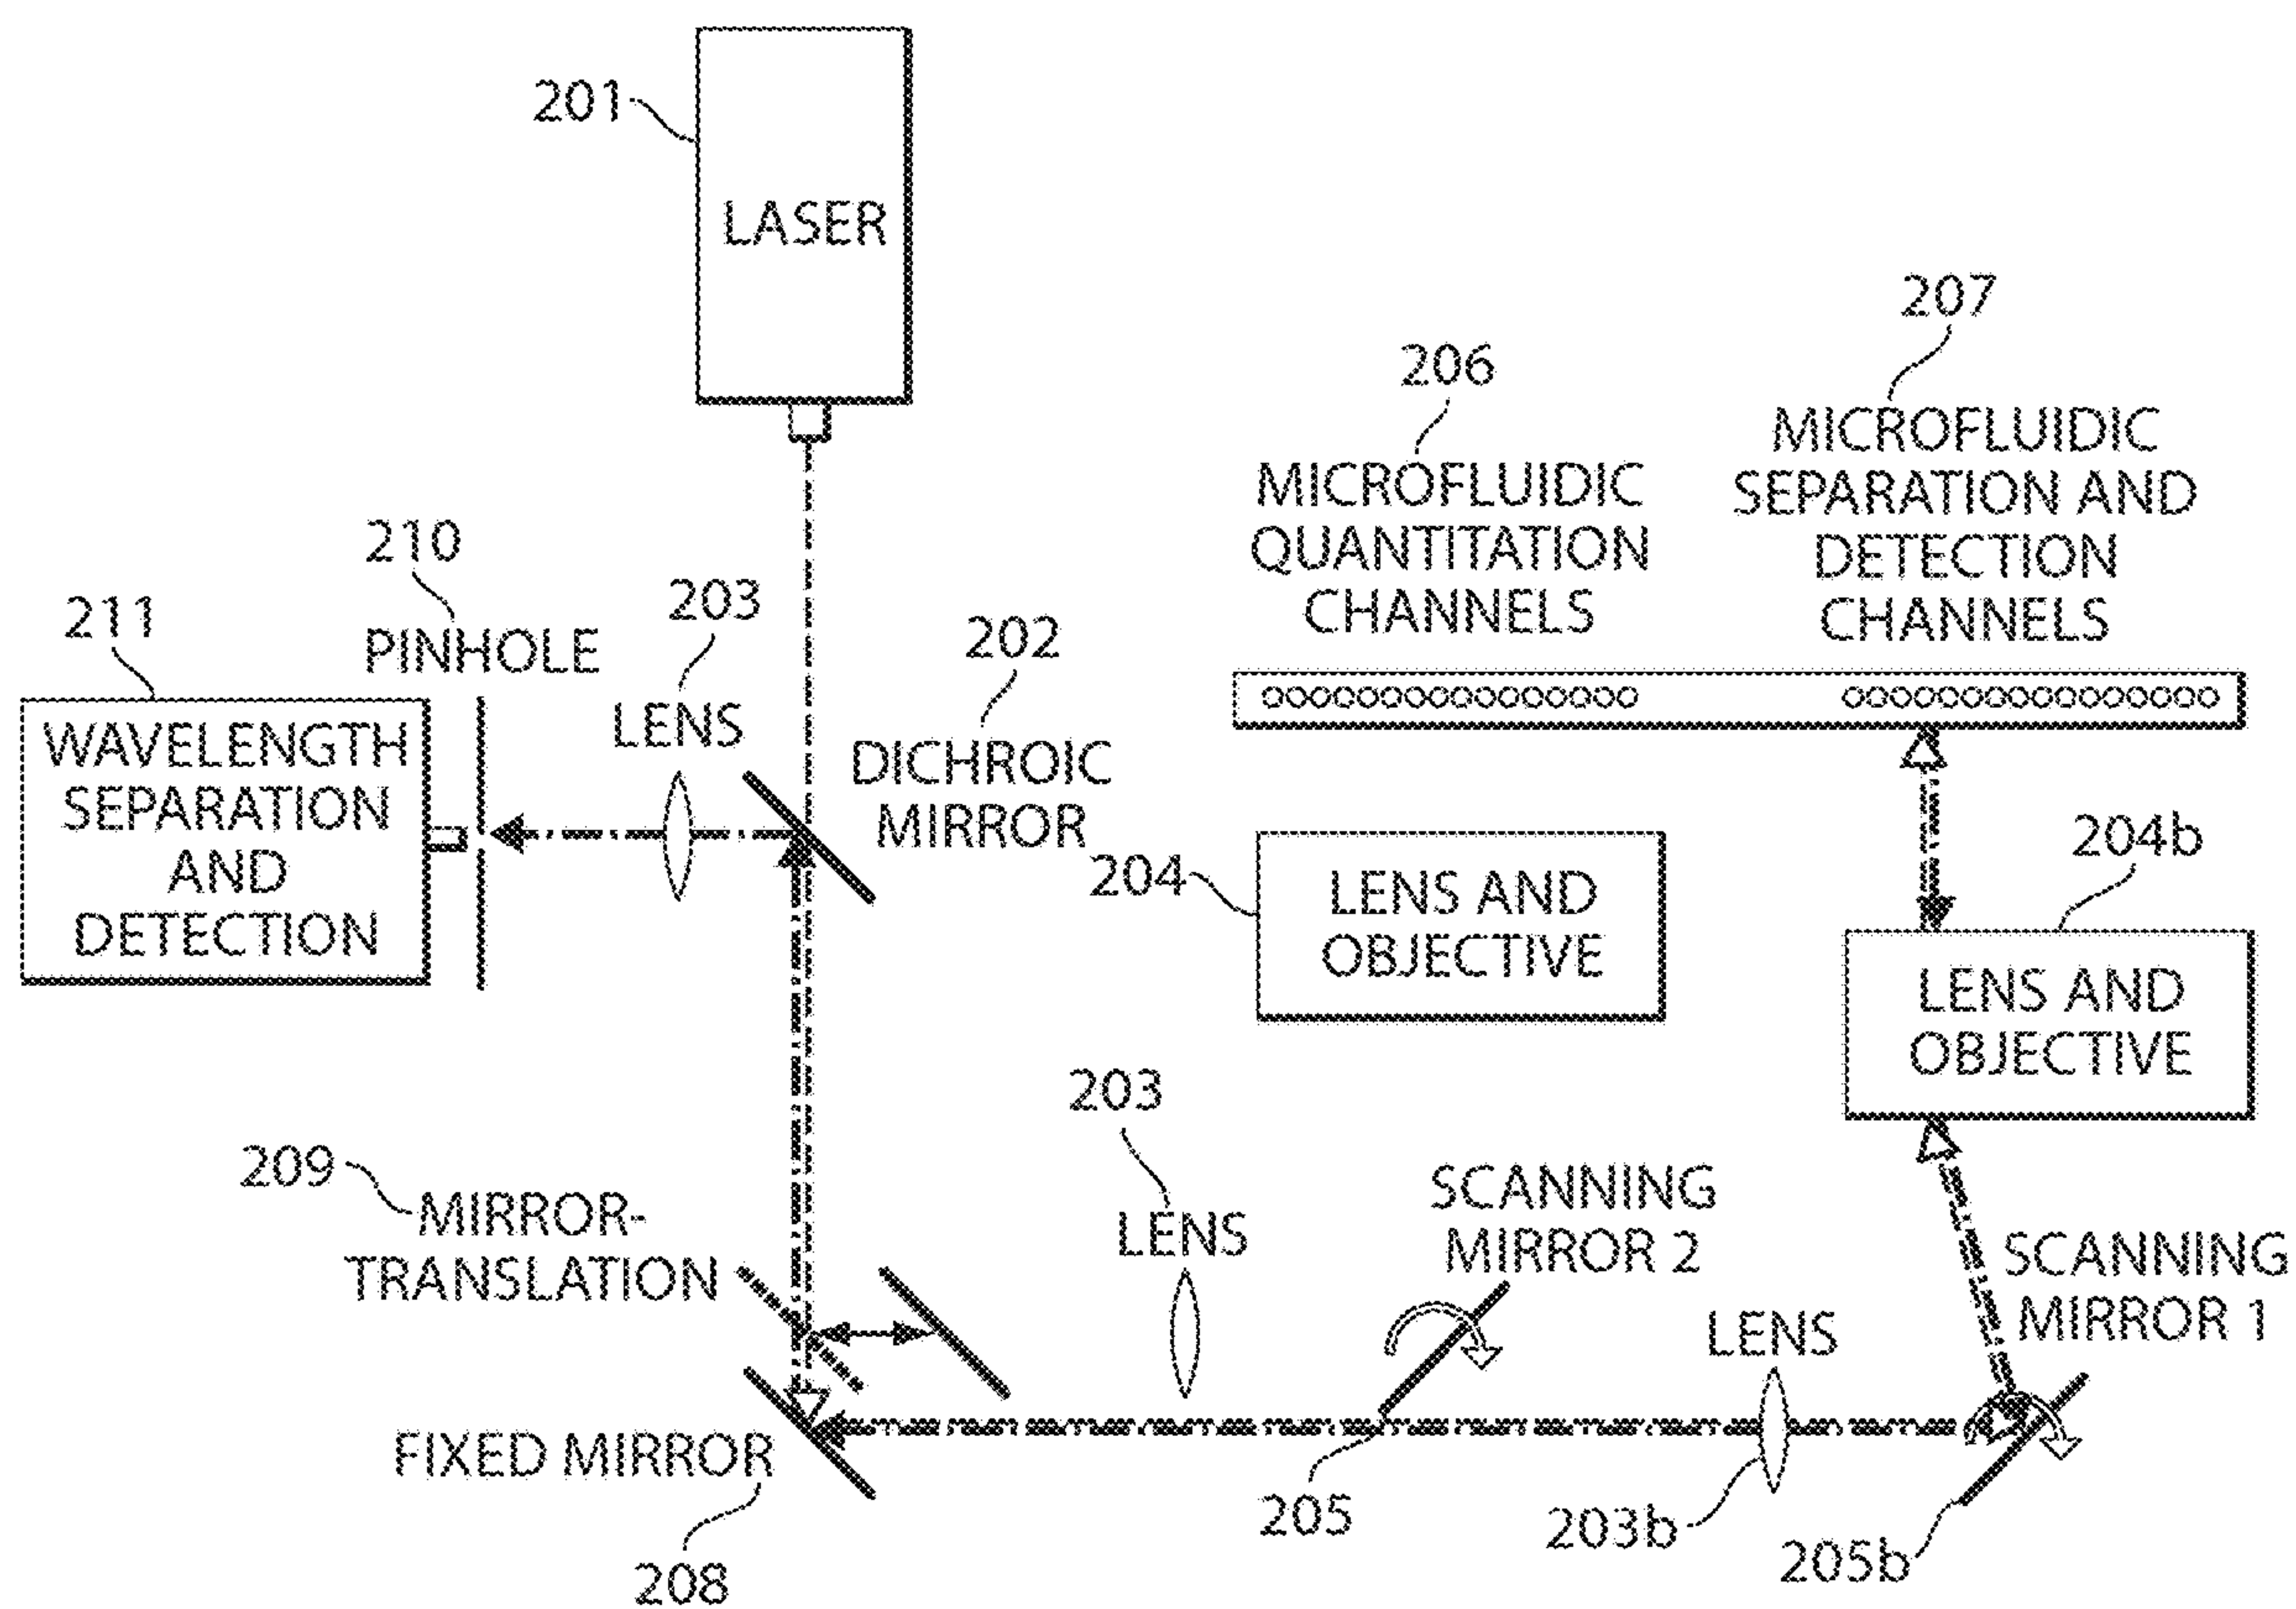 201
LASER
207
206
MICROFLUIDIC
SEPARATION AND
DETECTION
CHANNELS
MICROFLUIDIC
QUANTITATION
CHANNELS
210
PINHOLE
203
LENS
202
DICHROIC
MIRROR
211
WAVELENGTH
SEPARATION
AND
DETECTION
204
LENS AND
OBJECTIVE
204b
LENS AND
OBJECTIVE
209
MIRROR-
TRANSLATION
203
LENS
SCANNING
MIRROR 2
SCANNING
MIRROR 1
LENS
FIXED MIRROR
208
205
203b
205b